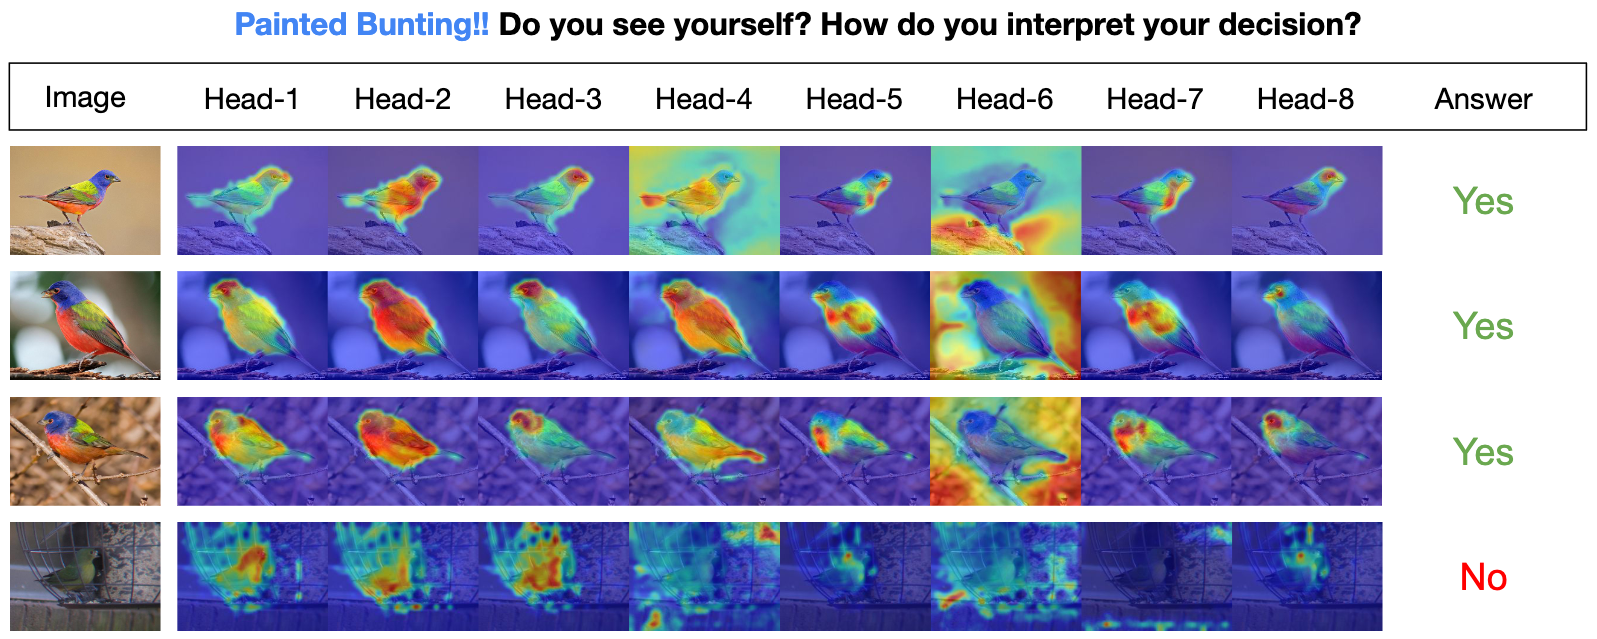 Painted Bunting!! Do you see yourself? How do you interpret your decision?
Image Head-1 Head-2 Head-3 Head-4 Head-5 Head-6 Head-7 Head-8 Answer
Yes
Yes
Yes
No